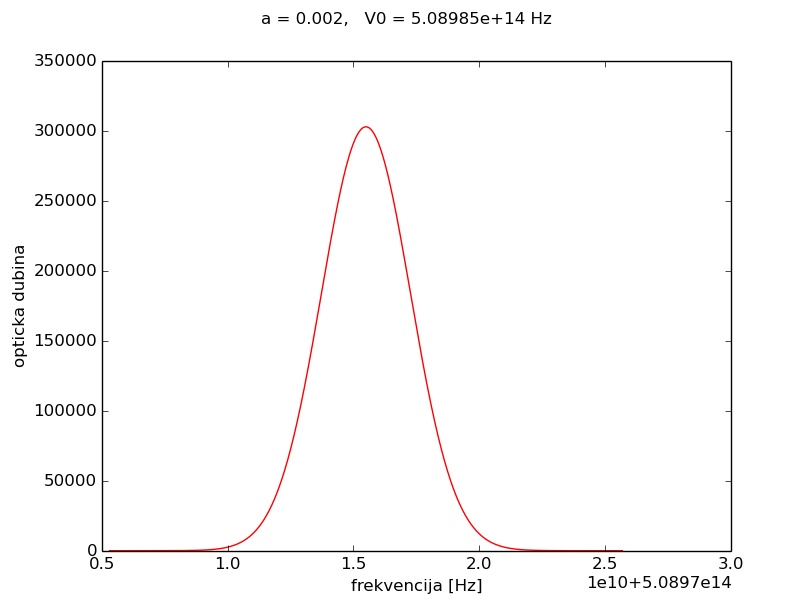 a = 0.002,   V0 = 5.08985e+14 Hz
350000
300000
250000
200000
150000
100000
50000
0
opticka dubina
0.5 1.0 1.5 2.0 2.5 3.0
frekvencija [Hz]
1e10+5.0897e14